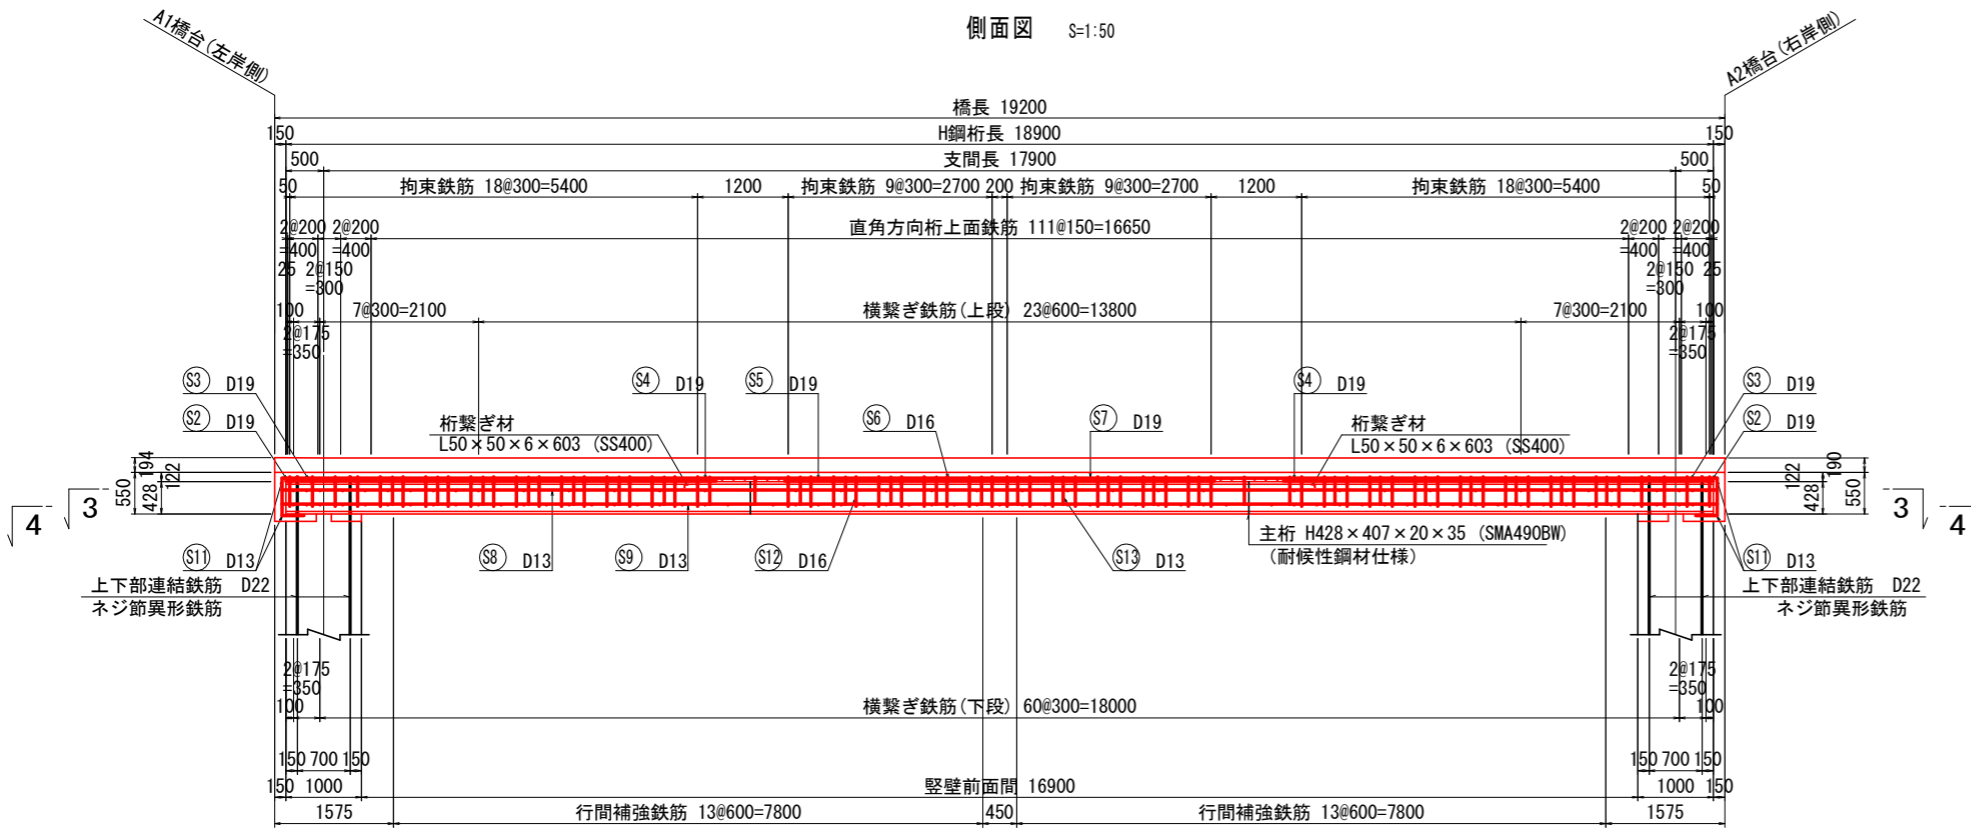 側面図 S=1:50
A1橋台(左岸側)
A2橋台(右岸側)
橋長 19200
150 H鋼桁長 18900 150
500 支間長 17900 500
50 拘束鉄筋 18@300=5400 1200 拘束鉄筋 9@300=2700 200 拘束鉄筋 9@300=2700 1200 拘束鉄筋 18@300=5400 50
2@200 2@200 直角方向桁上面鉄筋 111@150=16650 2@200 2@200
=400 =400 =400 =400
25 2@150 2@150 25
=300 =300
100 7@300=2100 横繋ぎ鉄筋(上段) 23@600=13800 7@300=2100 100
2@175 2@175
=350 =350
S3 D19 S4 D19 S5 D19 S4 D19 S3 D19
S2 D19 桁繋ぎ材 S6 D16 S7 D19 桁繋ぎ材 S2 D19
L50×50×6×603 (SS400) L50×50×6×603 (SS400)
194 122 190
550 428 122 428 550
3 3
4 4
主桁 H428×407×20×35 (SMA490BW)
(耐候性鋼材仕様)
S11 D13 S8 D13 S9 D13 S12 D16 S13 D13 S11 D13
上下部連結鉄筋 D22 上下部連結鉄筋 D22
ネジ節異形鉄筋 ネジ節異形鉄筋
2@175 2@175
=350 =350
100 横繋ぎ鉄筋(下段) 60@300=18000 100
150 700 150 150 700 150
150 1000 竪壁前面間 16900 1000 150
1575 行間補強鉄筋 13@600=7800 450 行間補強鉄筋 13@600=7800 1575